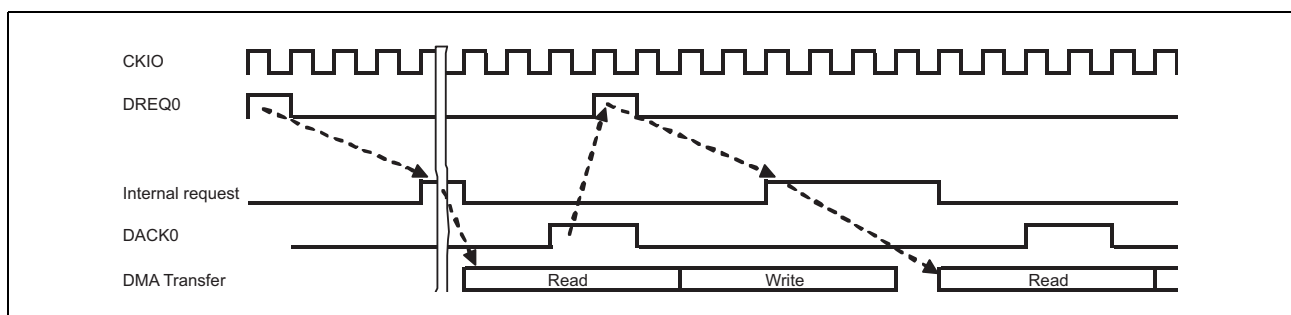 CKIO
DREQ0
Internal request
DACK0
DMA Transfer Read Write Read